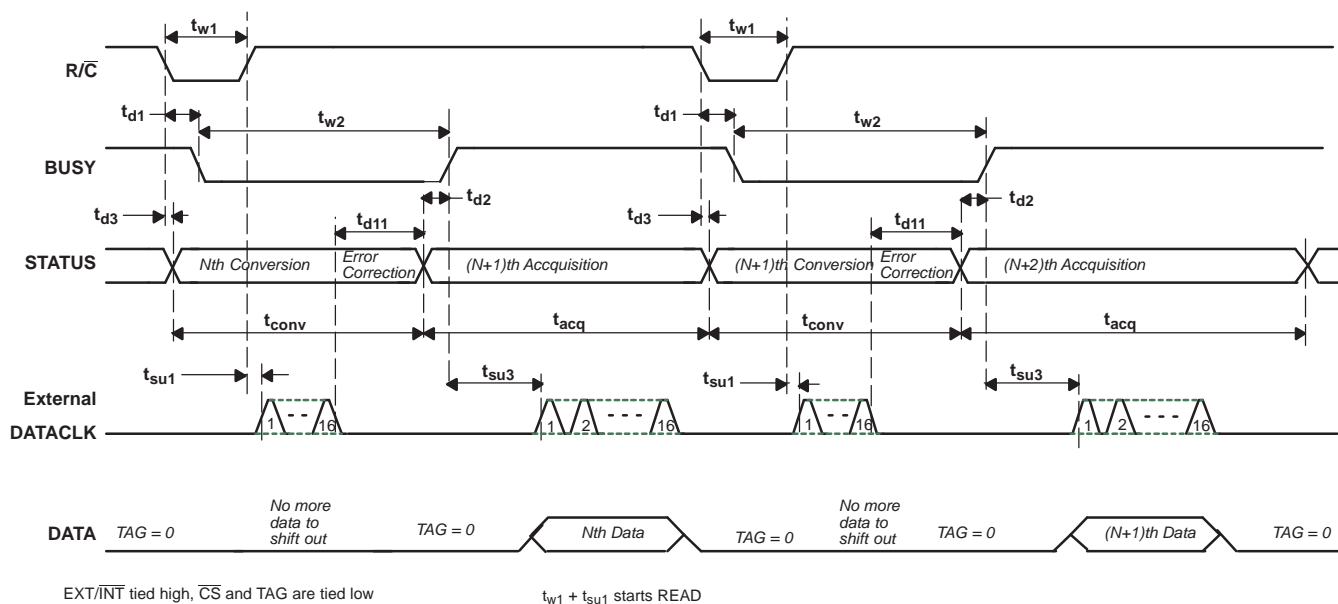 tw1 tw1
R/C
td1 tw2 td1 tw2
BUSY
td3 td11 td2 td3 td11 td2
STATUS Nth Conversion Error Correction (N+1)th Accquisition (N+1)th Conversion Error Correction (N+2)th Acquisition
tconv tacq tconv tacq
tsu1 tsu3 tsu1 tsu3
External
DATACLK 1 - - 16 1 2 - - - 16 1 - - 16 1 2 - - - 16
DATA TAG = 0 No more data to shift out TAG = 0 Nth Data TAG = 0 No more data to shift out TAG = 0 (N+1)th Data TAG = 0
EXT/INT tied high, CS and TAG are tied low tw1 + tsu1 starts READ